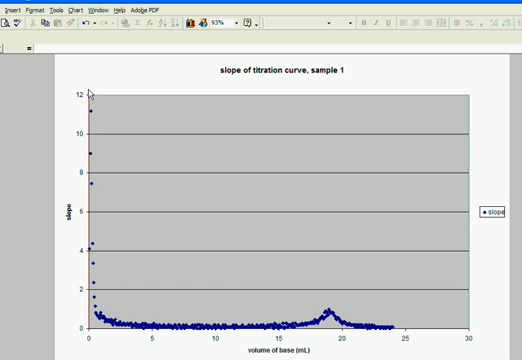 Insert Format Tools Chart Window Help Adobe PDF
93%
=
slope of titration curve, sample 1
12
10
8
6
4
2
0
slope
0 5 10 15 20 25 30
volume of base (mL)
slope